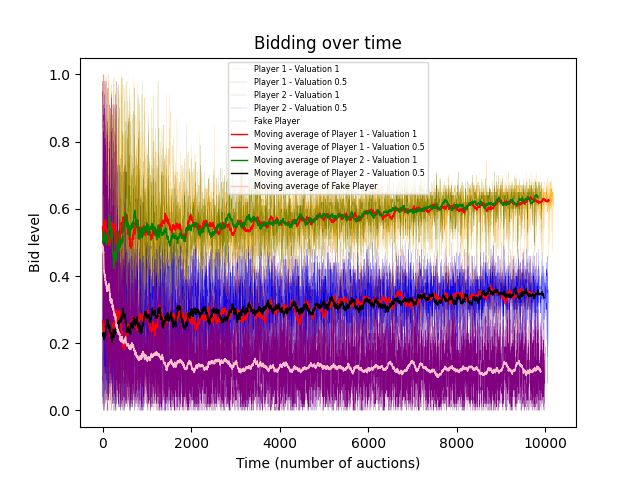 Bidding over time
Player 1 - Valuation 1
Player 1 - Valuation 0.5
Player 2 - Valuation 1
Player 2 - Valuation 0.5
Fake Player
Moving average of Player 1 - Valuation 1
Moving average of Player 1 - Valuation 0.5
Moving average of Player 2 - Valuation 1
Moving average of Player 2 - Valuation 0.5
Moving average of Fake Player
Bid level
1.0
0.8
0.6
0.4
0.2
0.0
0 2000 4000 6000 8000 10000
Time (number of auctions)